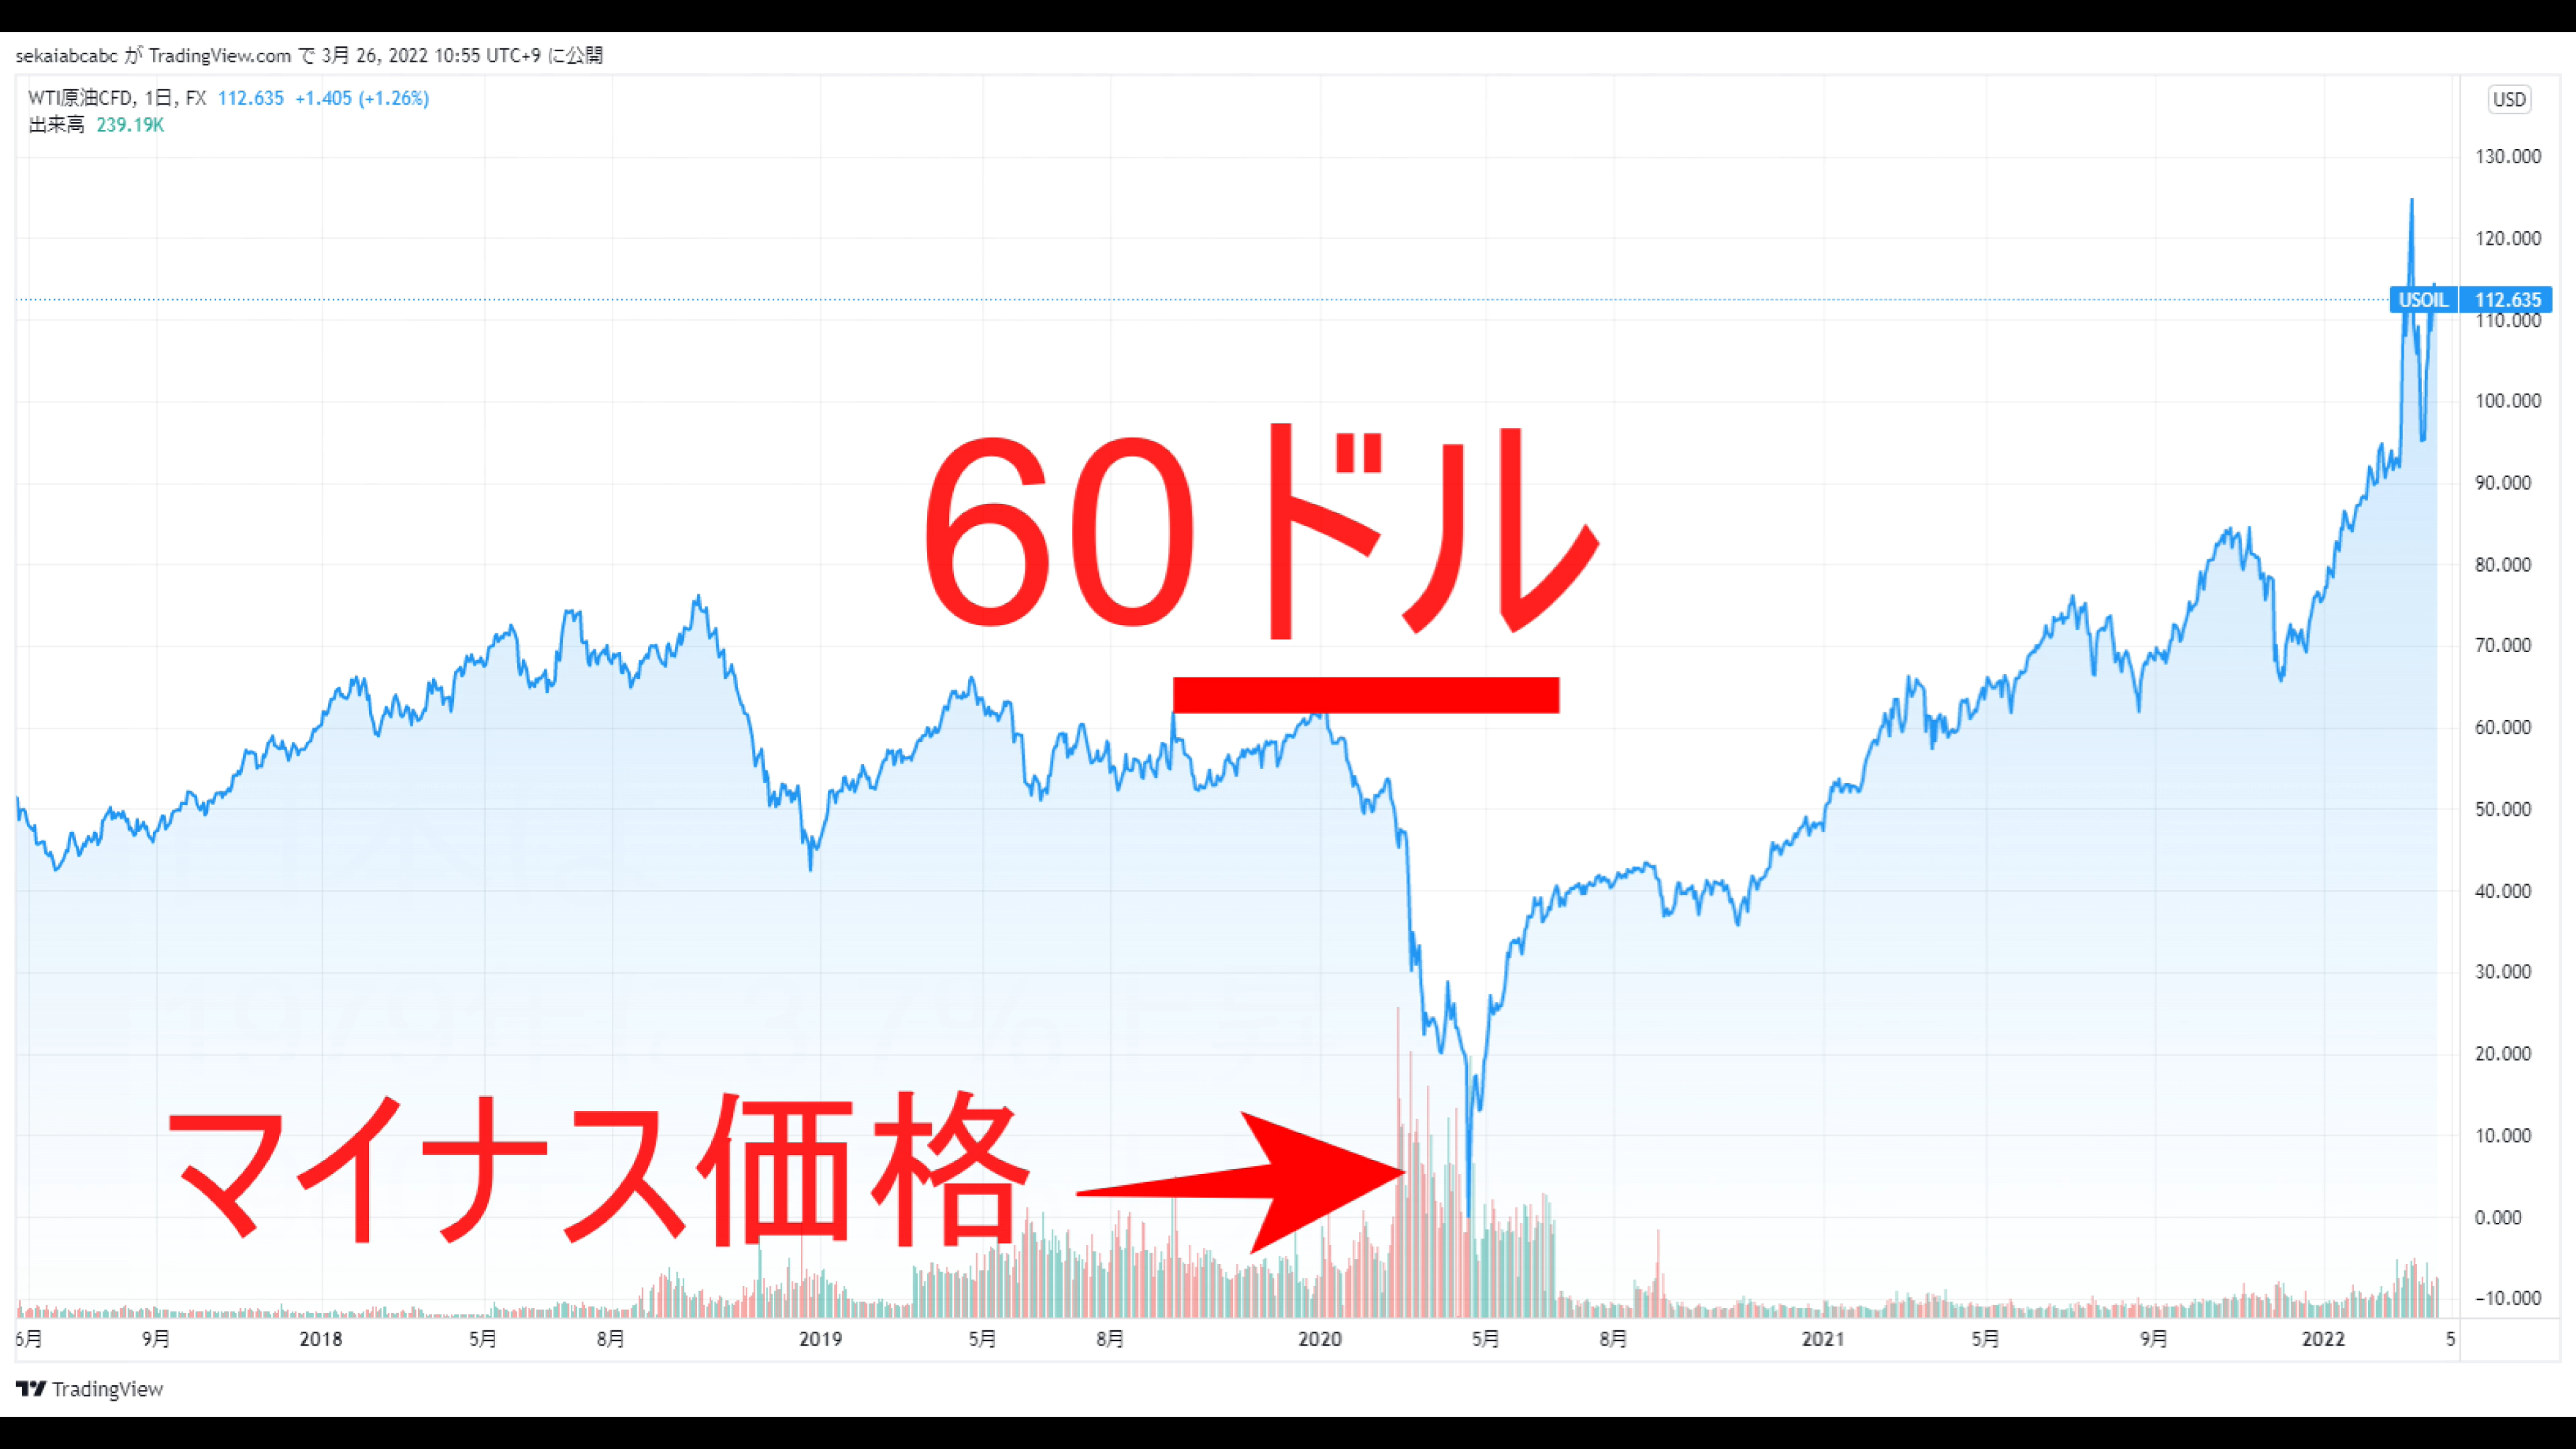 sekaiabcabc が TradingView.com で 3月 26, 2022 10:55 UTC+9 に公開
WTI原油CFD, 1日, FX 112.635 +1.405 (+1.26%)
出来高 239.19K
USD
130.000
120.000
USOIL 112.635
110.000
100.000
90.000
80.000
70.000
60.000
50.000
40.000
30.000
20.000
10.000
0.000
−10.000
60ドル
マイナス価格
6月 9月 2018 5月 8月 2019 5月 8月 2020 5月 8月 2021 5月 9月 2022 5
TradingView